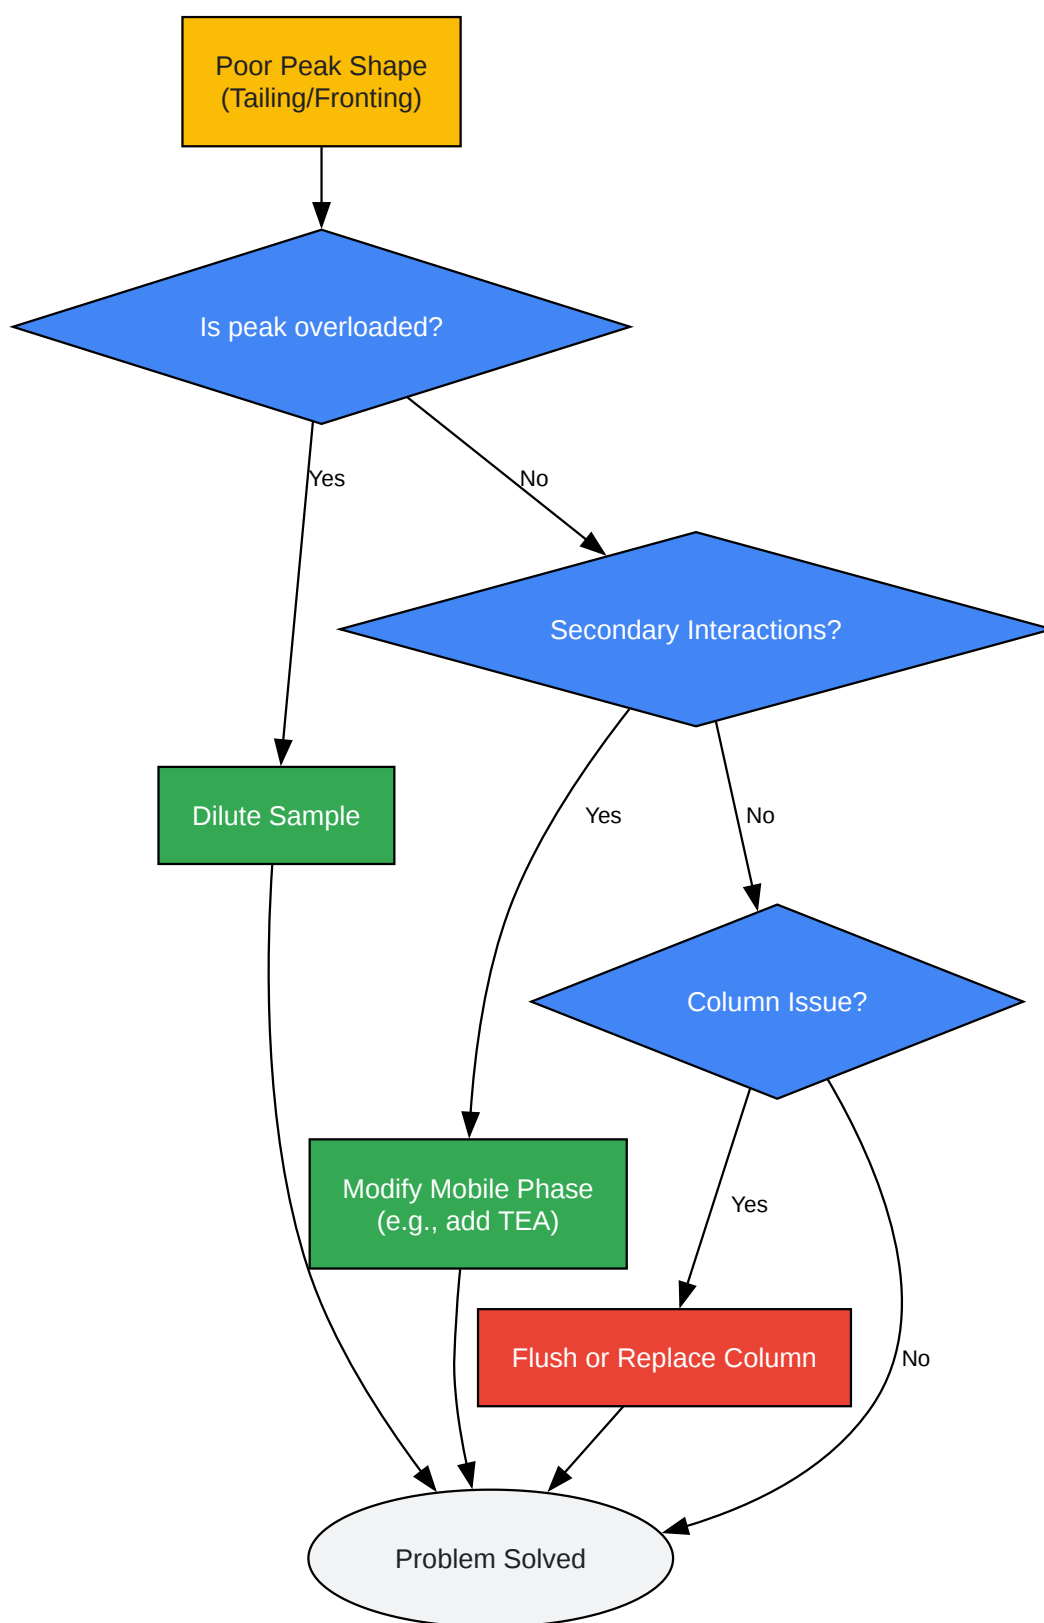 Poor Peak Shape
(Tailing/Fronting)
Is peak overloaded?
Yes
No
Secondary Interactions?
Dilute Sample
Yes
No
Column Issue?
Modify Mobile Phase
(e.g., add TEA)
Yes
Flush or Replace Column
No
Problem Solved